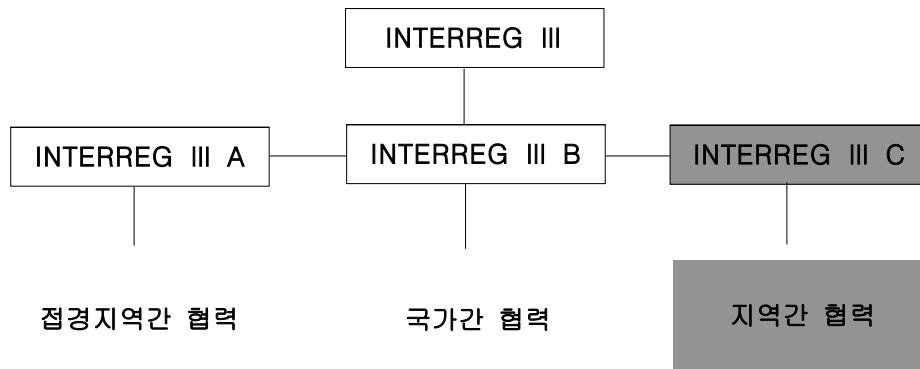 INTERREG Ⅲ
INTERREG Ⅲ A
INTERREG Ⅲ B
INTERREG Ⅲ C
접경지역간 협력
국가간 협력
지역간 협력